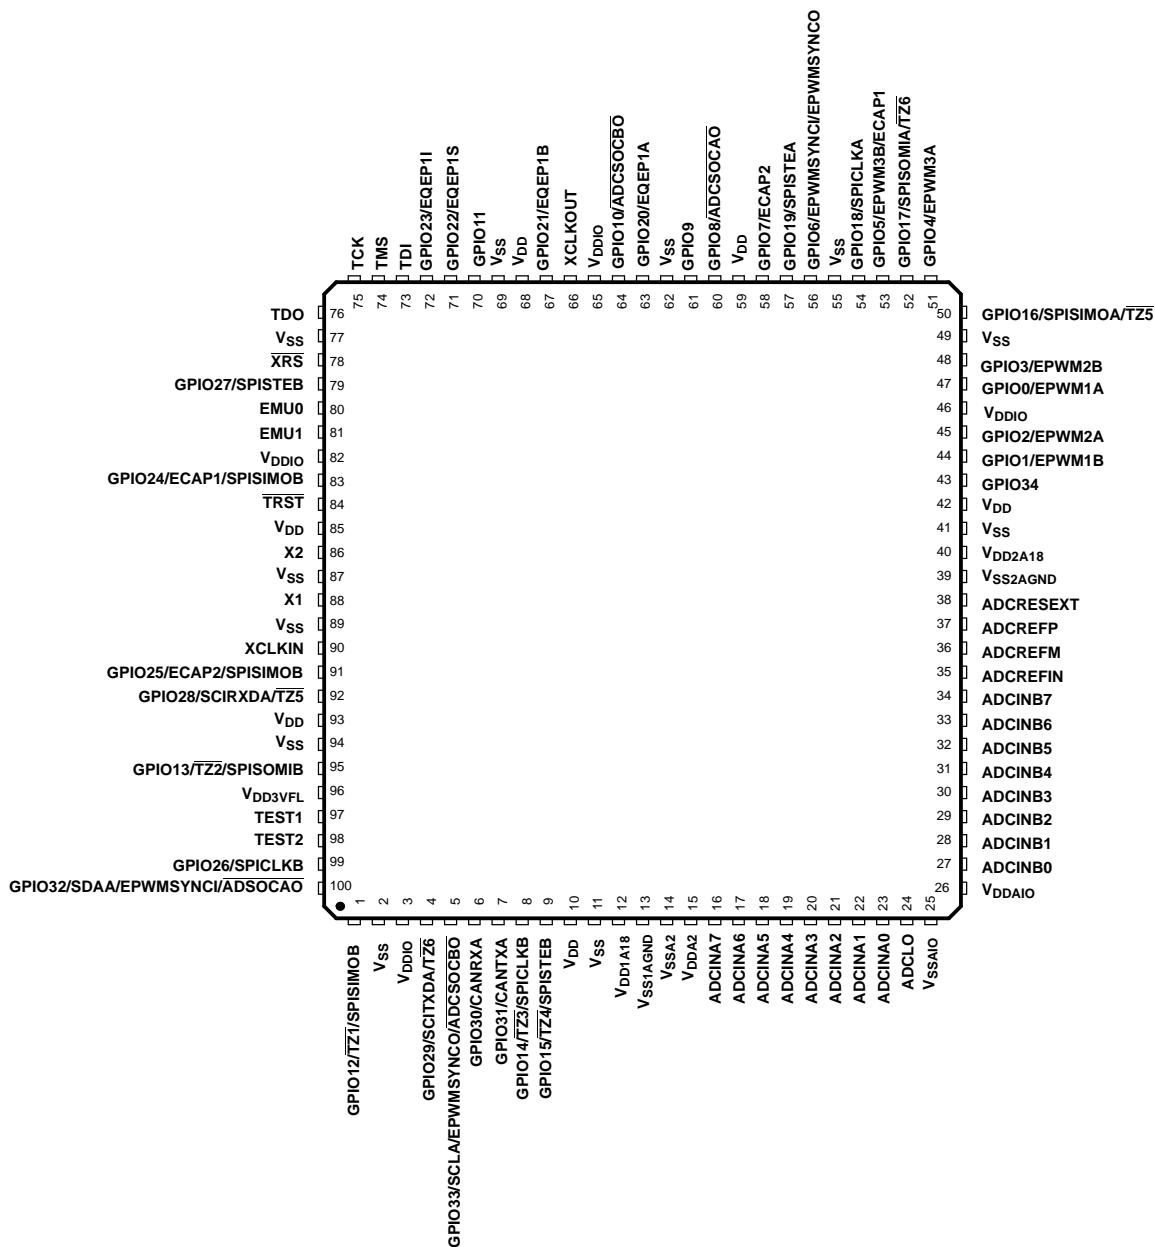 TCK
TMS
TDI
GPIO23/EQEP1I
GPIO22/EQEP1S
GPIO11
VSS
VDD
GPIO21/EQEP1B
XCLKOUT
VDDIO
GPIO10/ADCSOCBO
GPIO20/EQEP1A
VSS
GPIO9
GPIO8/ADCSOCAO
VDD
GPIO7/ECAP2
GPIO19/SPISTEA
GPIO6/EPWMSYNCI/EPWMSYNCO
VSS
GPIO18/SPICLKA
GPIO5/EPWM3B/ECAP1
GPIO17/SPISOMIA/TZ6
GPIO4/EPWM3A
75
74
73
72
71
70
69
68
67
66
65
64
63
62
61
60
59
58
57
56
55
54
53
52
51
TDO 76
VSS 77
XRS 78
GPIO27/SPISTEB 79
EMU0 80
EMU1 81
VDDIO 82
GPIO24/ECAP1/SPISIMOB 83
TRST 84
VDD 85
X2 86
VSS 87
X1 88
VSS 89
XCLKIN 90
GPIO25/ECAP2/SPISIMOB 91
GPIO28/SCIRXDA/TZ5 92
VDD 93
VSS 94
GPIO13/TZ2/SPISOMIB 95
VDD3VFL 96
TEST1 97
TEST2 98
GPIO26/SPICLKB 99
GPIO32/SDAA/EPWMSYNCI/ADSOCAO 100
50 GPIO16/SPISIMOA/TZ5
49 VSS
48 GPIO3/EPWM2B
47 GPIO0/EPWM1A
46 VDDIO
45 GPIO2/EPWM2A
44 GPIO1/EPWM1B
43 GPIO34
42 VDD
41 VSS
40 VDD2A18
39 VSS2AGND
38 ADCRESEXT
37 ADCREFP
36 ADCREFM
35 ADCREFIN
34 ADCINB7
33 ADCINB6
32 ADCINB5
31 ADCINB4
30 ADCINB3
29 ADCINB2
28 ADCINB1
27 ADCINB0
26 VDDAIO
1
2
3
4
5
6
7
8
9
10
11
12
13
14
15
16
17
18
19
20
21
22
23
24
25
GPIO12/TZ1/SPISIMOB
VSS
VDDIO
GPIO29/SCITXDA/TZ6
GPIO33/SCLA/EPWMSYNCO/ADCSOCBO
GPIO30/CANRXA
GPIO31/CANTXA
GPIO14/TZ3/SPICLKB
GPIO15/TZ4/SPISTEB
VDD
VSS
VDD1A18
VSS1AGND
VSSA2
VDDA2
ADCINA7
ADCINA6
ADCINA5
ADCINA4
ADCINA3
ADCINA2
ADCINA1
ADCINA0
ADCLO
VSSAIO